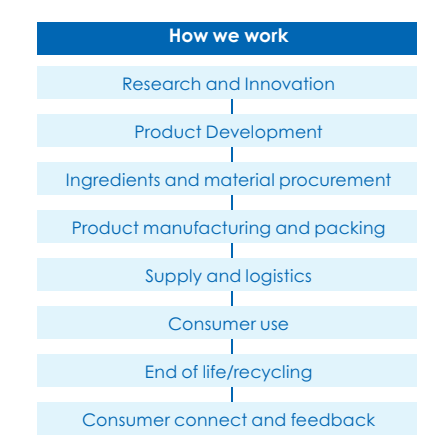 How we work
Research and Innovation
Product Development
Ingredients and material procurement
Product manufacturing and packing
Supply and logistics
Consumer use
End of life/recycling
Consumer connect and feedback